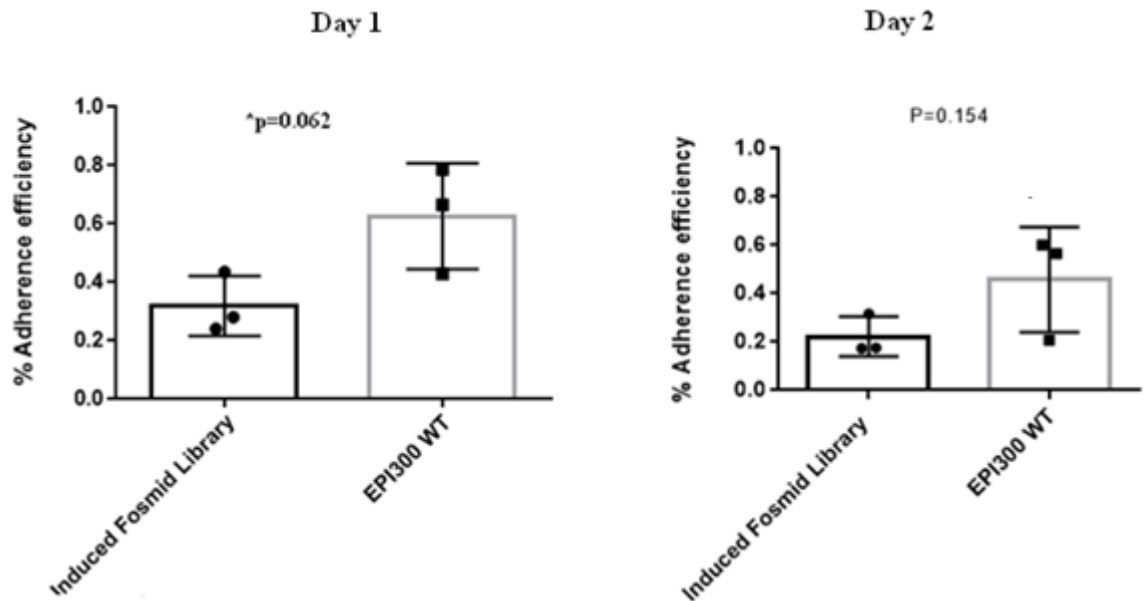 Day 1
% Adherence efficiency
1.0
0.8
0.6
0.4
0.2
0.0
*p=0.062
Induced Fosmid Library
EPI300 WT
Day 2
% Adherence efficiency
1.0
0.8
0.6
0.4
0.2
0.0
P=0.154
Induced Fosmid Library
EPI300 WT